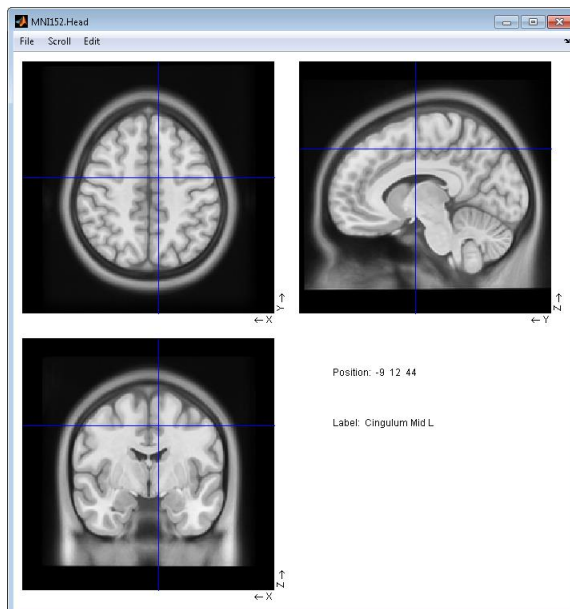 MNI152.Head
File Scroll Edit
Y→
←X
Z→
←Y
Position: -9 12 44
Label: Cingulum Mid L
Z→
←X